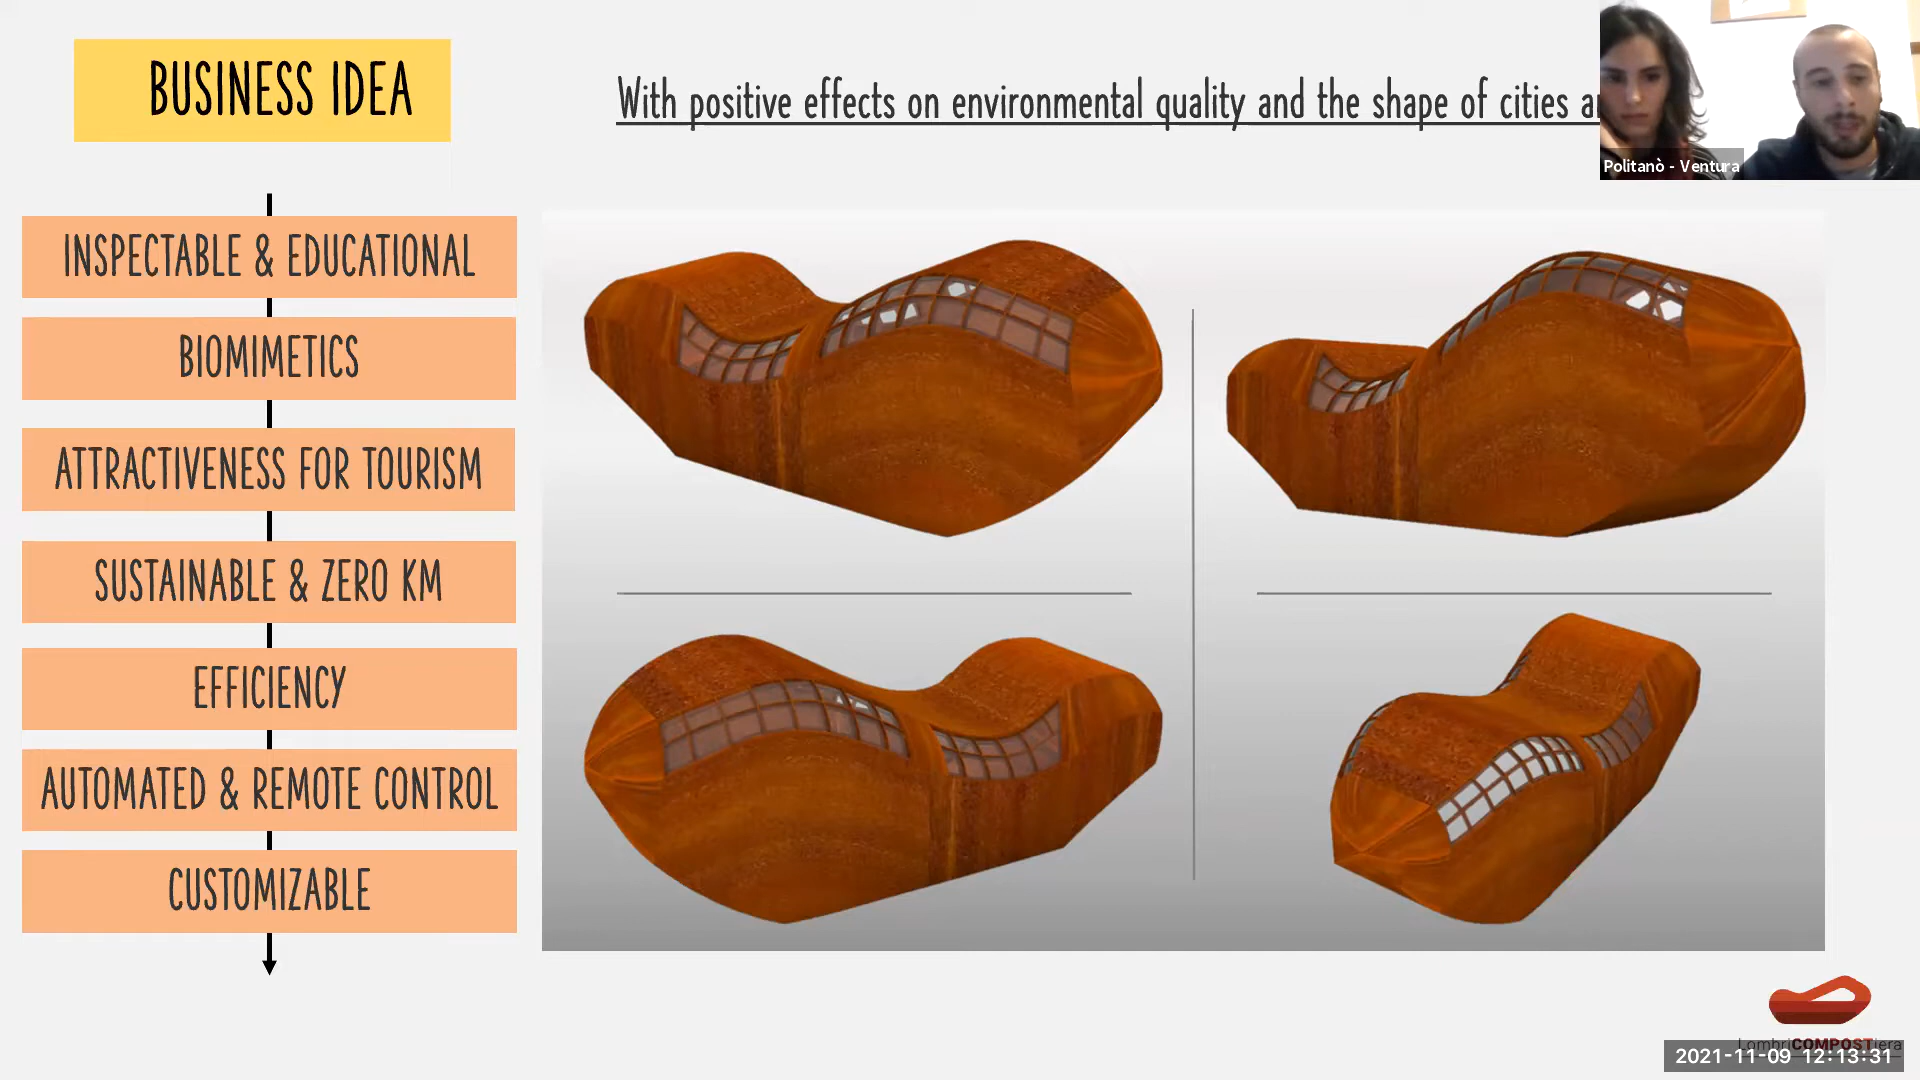 BUSINESS IDEA
With positive effects on environmental quality and the shape of cities
Politanò - Ventura
INSPECTABLE & EDUCATIONAL
BIOMIMETICS
ATTRACTIVENESS FOR TOURISM
SUSTAINABLE & ZERO KM
EFFICIENCY
AUTOMATED & REMOTE CONTROL
CUSTOMIZABLE
LombriCOMPOSTiera
2021-11-09 12:13:31